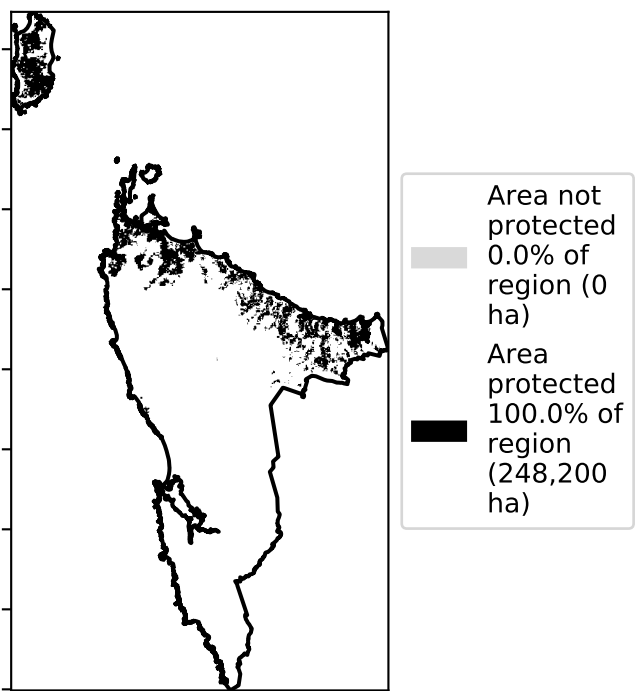 Area not
protected
0.0% of
region (0
ha)
Area
protected
100.0% of
region
(248,200
ha)